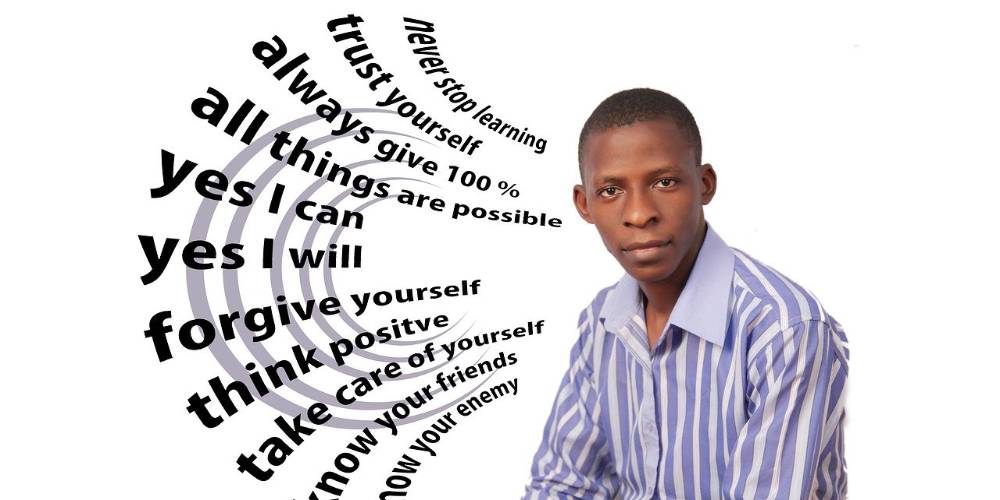 never stop learning
trust yourself
always give 100 %
all things are possible
yes I can
yes I will
forgive yourself
think positve
take care of yourself
know your friends
now your enemy